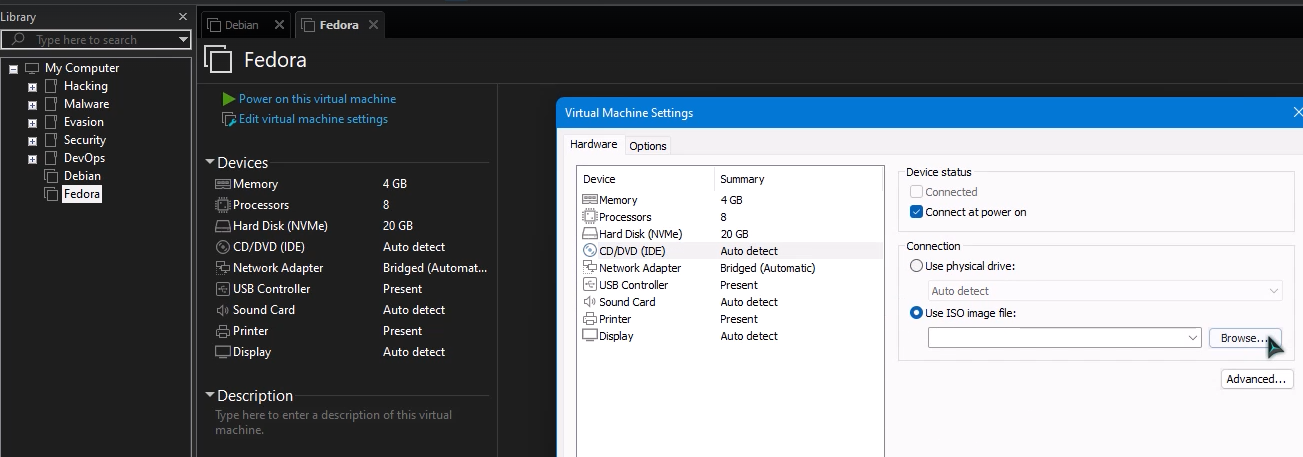 Library
Type here to search
My Computer
Hacking
Malware
Evasion
Security
DevOps
Debian
Fedora
Debian
Fedora
Fedora
Power on this virtual machine
Edit virtual machine settings
Devices
Memory 4 GB
Processors 8
Hard Disk (NVMe) 20 GB
CD/DVD (IDE) Auto detect
Network Adapter Bridged (Automat...
USB Controller Present
Sound Card Auto detect
Printer Present
Display Auto detect
Description
Type here to enter a description of this virtual
machine.
Virtual Machine Settings
Hardware Options
Device Summary
Memory 4 GB
Processors 8
Hard Disk (NVMe) 20 GB
CD/DVD (IDE) Auto detect
Network Adapter Bridged (Automatic)
USB Controller Present
Sound Card Auto detect
Printer Present
Display Auto detect
Device status
Connected
Connect at power on
Connection
Use physical drive:
Auto detect
Use ISO image file:
Browse...
Advanced...